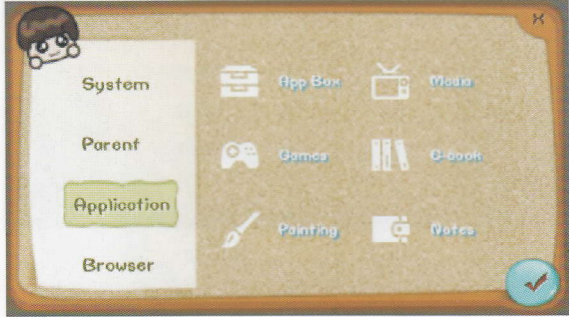 System
Parent
Application
Browser
App Box
Media
Games
E-book
Painting
Notes